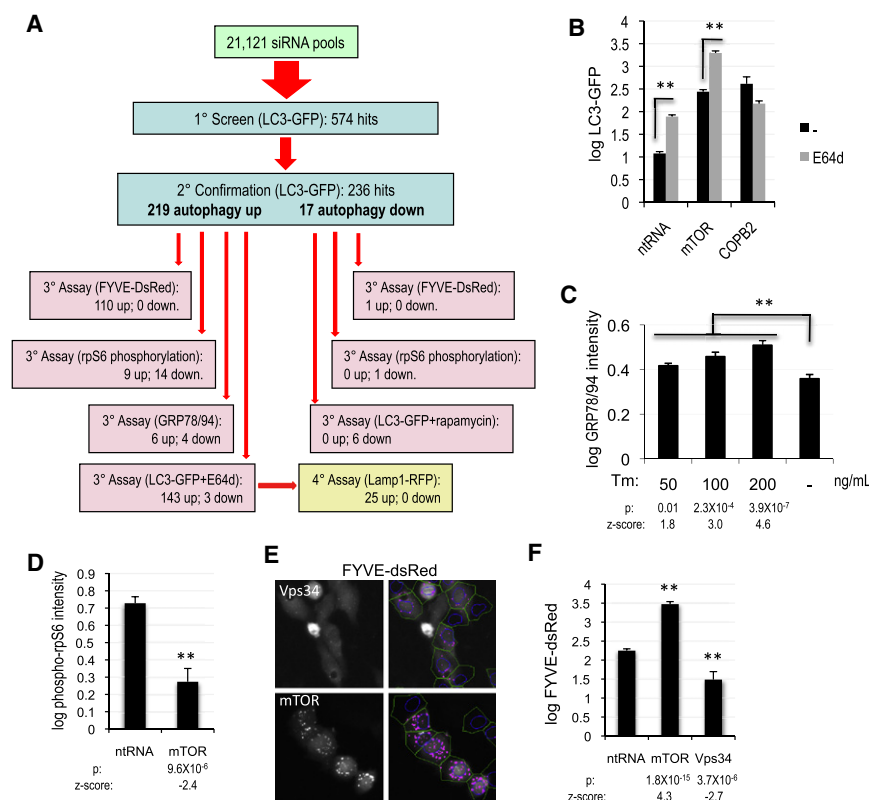 A
21,121 siRNA pools
1° Screen (LC3-GFP): 574 hits
2° Confirmation (LC3-GFP): 236 hits
219 autophagy up 17 autophagy down
3° Assay (FYVE-DsRed):
110 up; 0 down.
3° Assay (FYVE-DsRed):
1 up; 0 down.
3° Assay (rpS6 phosphorylation):
9 up; 14 down.
3° Assay (rpS6 phosphorylation):
0 up; 1 down.
3° Assay (GRP78/94):
6 up; 4 down
3° Assay (LC3-GFP+rapamycin):
0 up; 6 down
3° Assay (LC3-GFP+E64d):
143 up; 3 down
4° Assay (Lamp1-RFP)
25 up; 0 down
B
log LC3-GFP
4
3.5
3
2.5
2
1.5
1
0.5
0
**
**
ntRNA
mTOR
COPB2
-
E64d
C
log GRP78/94 intensity
0.6
0.4
0.2
0
**
Tm: 50 100 200 - ng/mL
p: 0.01 2.3X10-4 3.9X10-7
z-score: 1.8 3.0 4.6
D
log phospho-rpS6 intensity
0.9
0.8
0.7
0.6
0.5
0.4
0.3
0.2
0.1
0
**
ntRNA mTOR
p: 9.6X10-6
z-score: -2.4
E
FYVE-dsRed
Vps34
mTOR
F
log FYVE-dsRed
4
3.5
3
2.5
2
1.5
1
0.5
0
**
**
ntRNA mTOR Vps34
p: 1.8X10-15 3.7X10-6
z-score: 4.3 -2.7